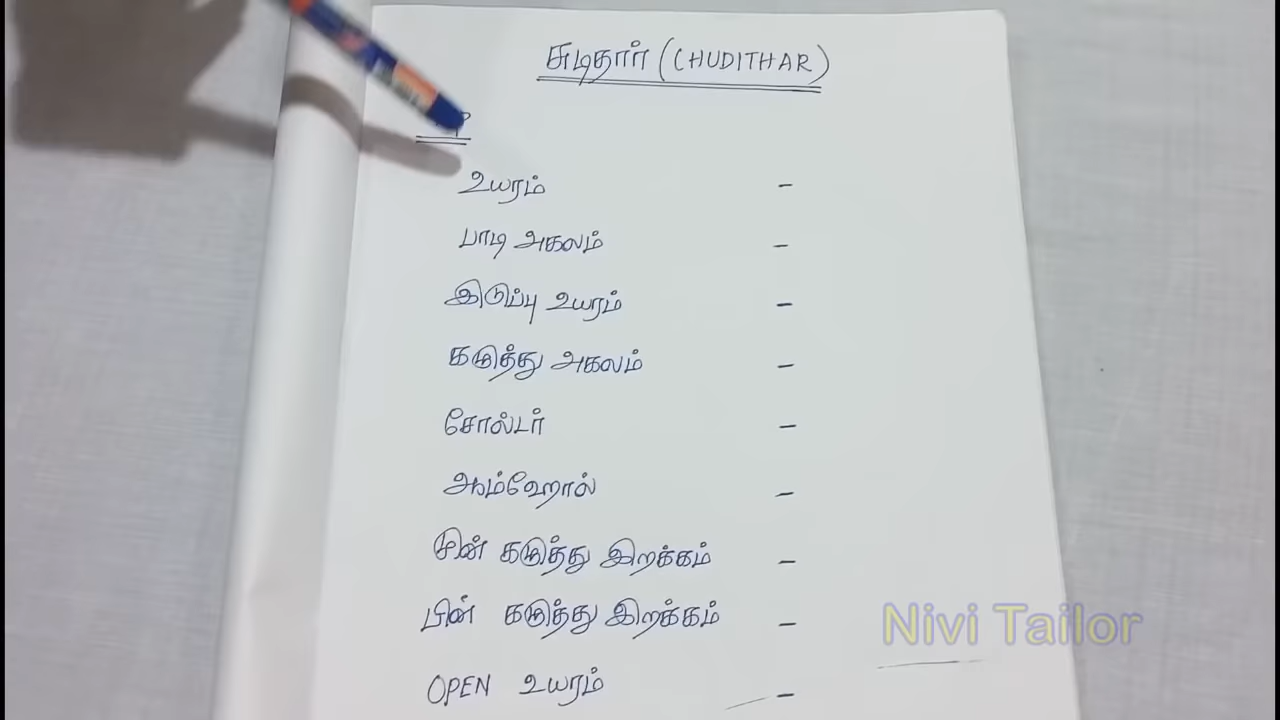 சுடிதார் (CHUDITHAR)
உயரம் -
பாடி அகலம் -
இடுப்பு உயரம் -
கழுத்து அகலம் -
சோல்டர் -
ஆம்ஹோல் -
முன் கழுத்து இறக்கம் -
பின் கழுத்து இறக்கம் -
Nivi Tailor
OPEN உயரம் -